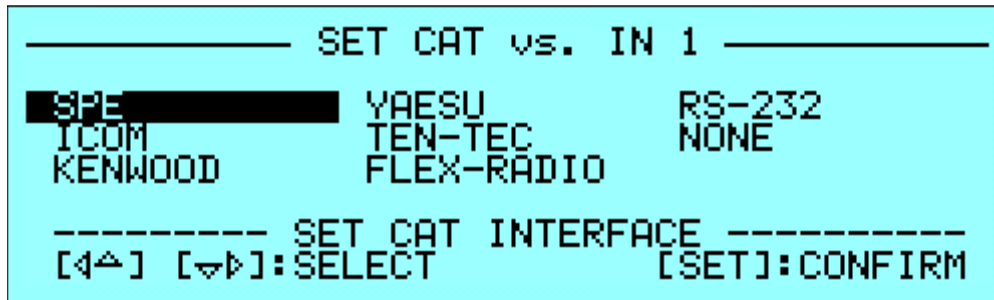 SET CAT vs. IN 1
SPE YAESU RS-232
ICOM TEN-TEC NONE
KENWOOD FLEX-RADIO
--------- SET CAT INTERFACE ----------
[◁△] [▽▷]:SELECT [SET]:CONFIRM